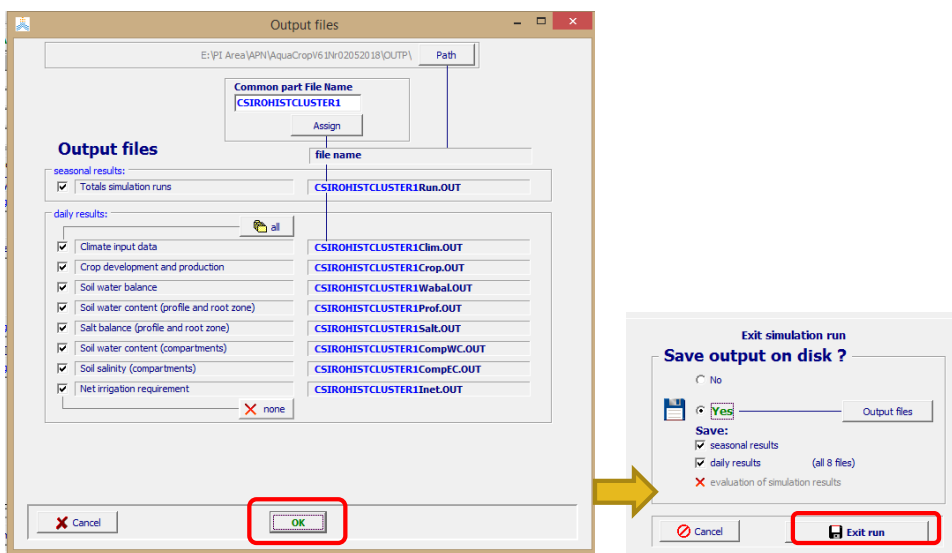 Output files
E:\PI Area\APN\AquaCropV61Nr02052018\OUTP\ Path
Common part File Name
CSIROHISTCLUSTER1
Assign
Output files
file name
seasonal results:
Totals simulation runs CSIROHISTCLUSTER1Run.OUT
daily results:
all
Climate input data CSIROHISTCLUSTER1Clim.OUT
Crop development and production CSIROHISTCLUSTER1Crop.OUT
Soil water balance CSIROHISTCLUSTER1Wabal.OUT
Soil water content (profile and root zone) CSIROHISTCLUSTER1Prof.OUT
Salt balance (profile and root zone) CSIROHISTCLUSTER1Salt.OUT
Soil water content (compartments) CSIROHISTCLUSTER1CompWC.OUT
Soil salinity (compartments) CSIROHISTCLUSTER1CompEC.OUT
Net irrigation requirement CSIROHISTCLUSTER1Inet.OUT
none
Cancel OK
Exit simulation run
Save output on disk ?
No
Yes Output files
Save:
seasonal results
daily results (all 8 files)
evaluation of simulation results
Cancel Exit run